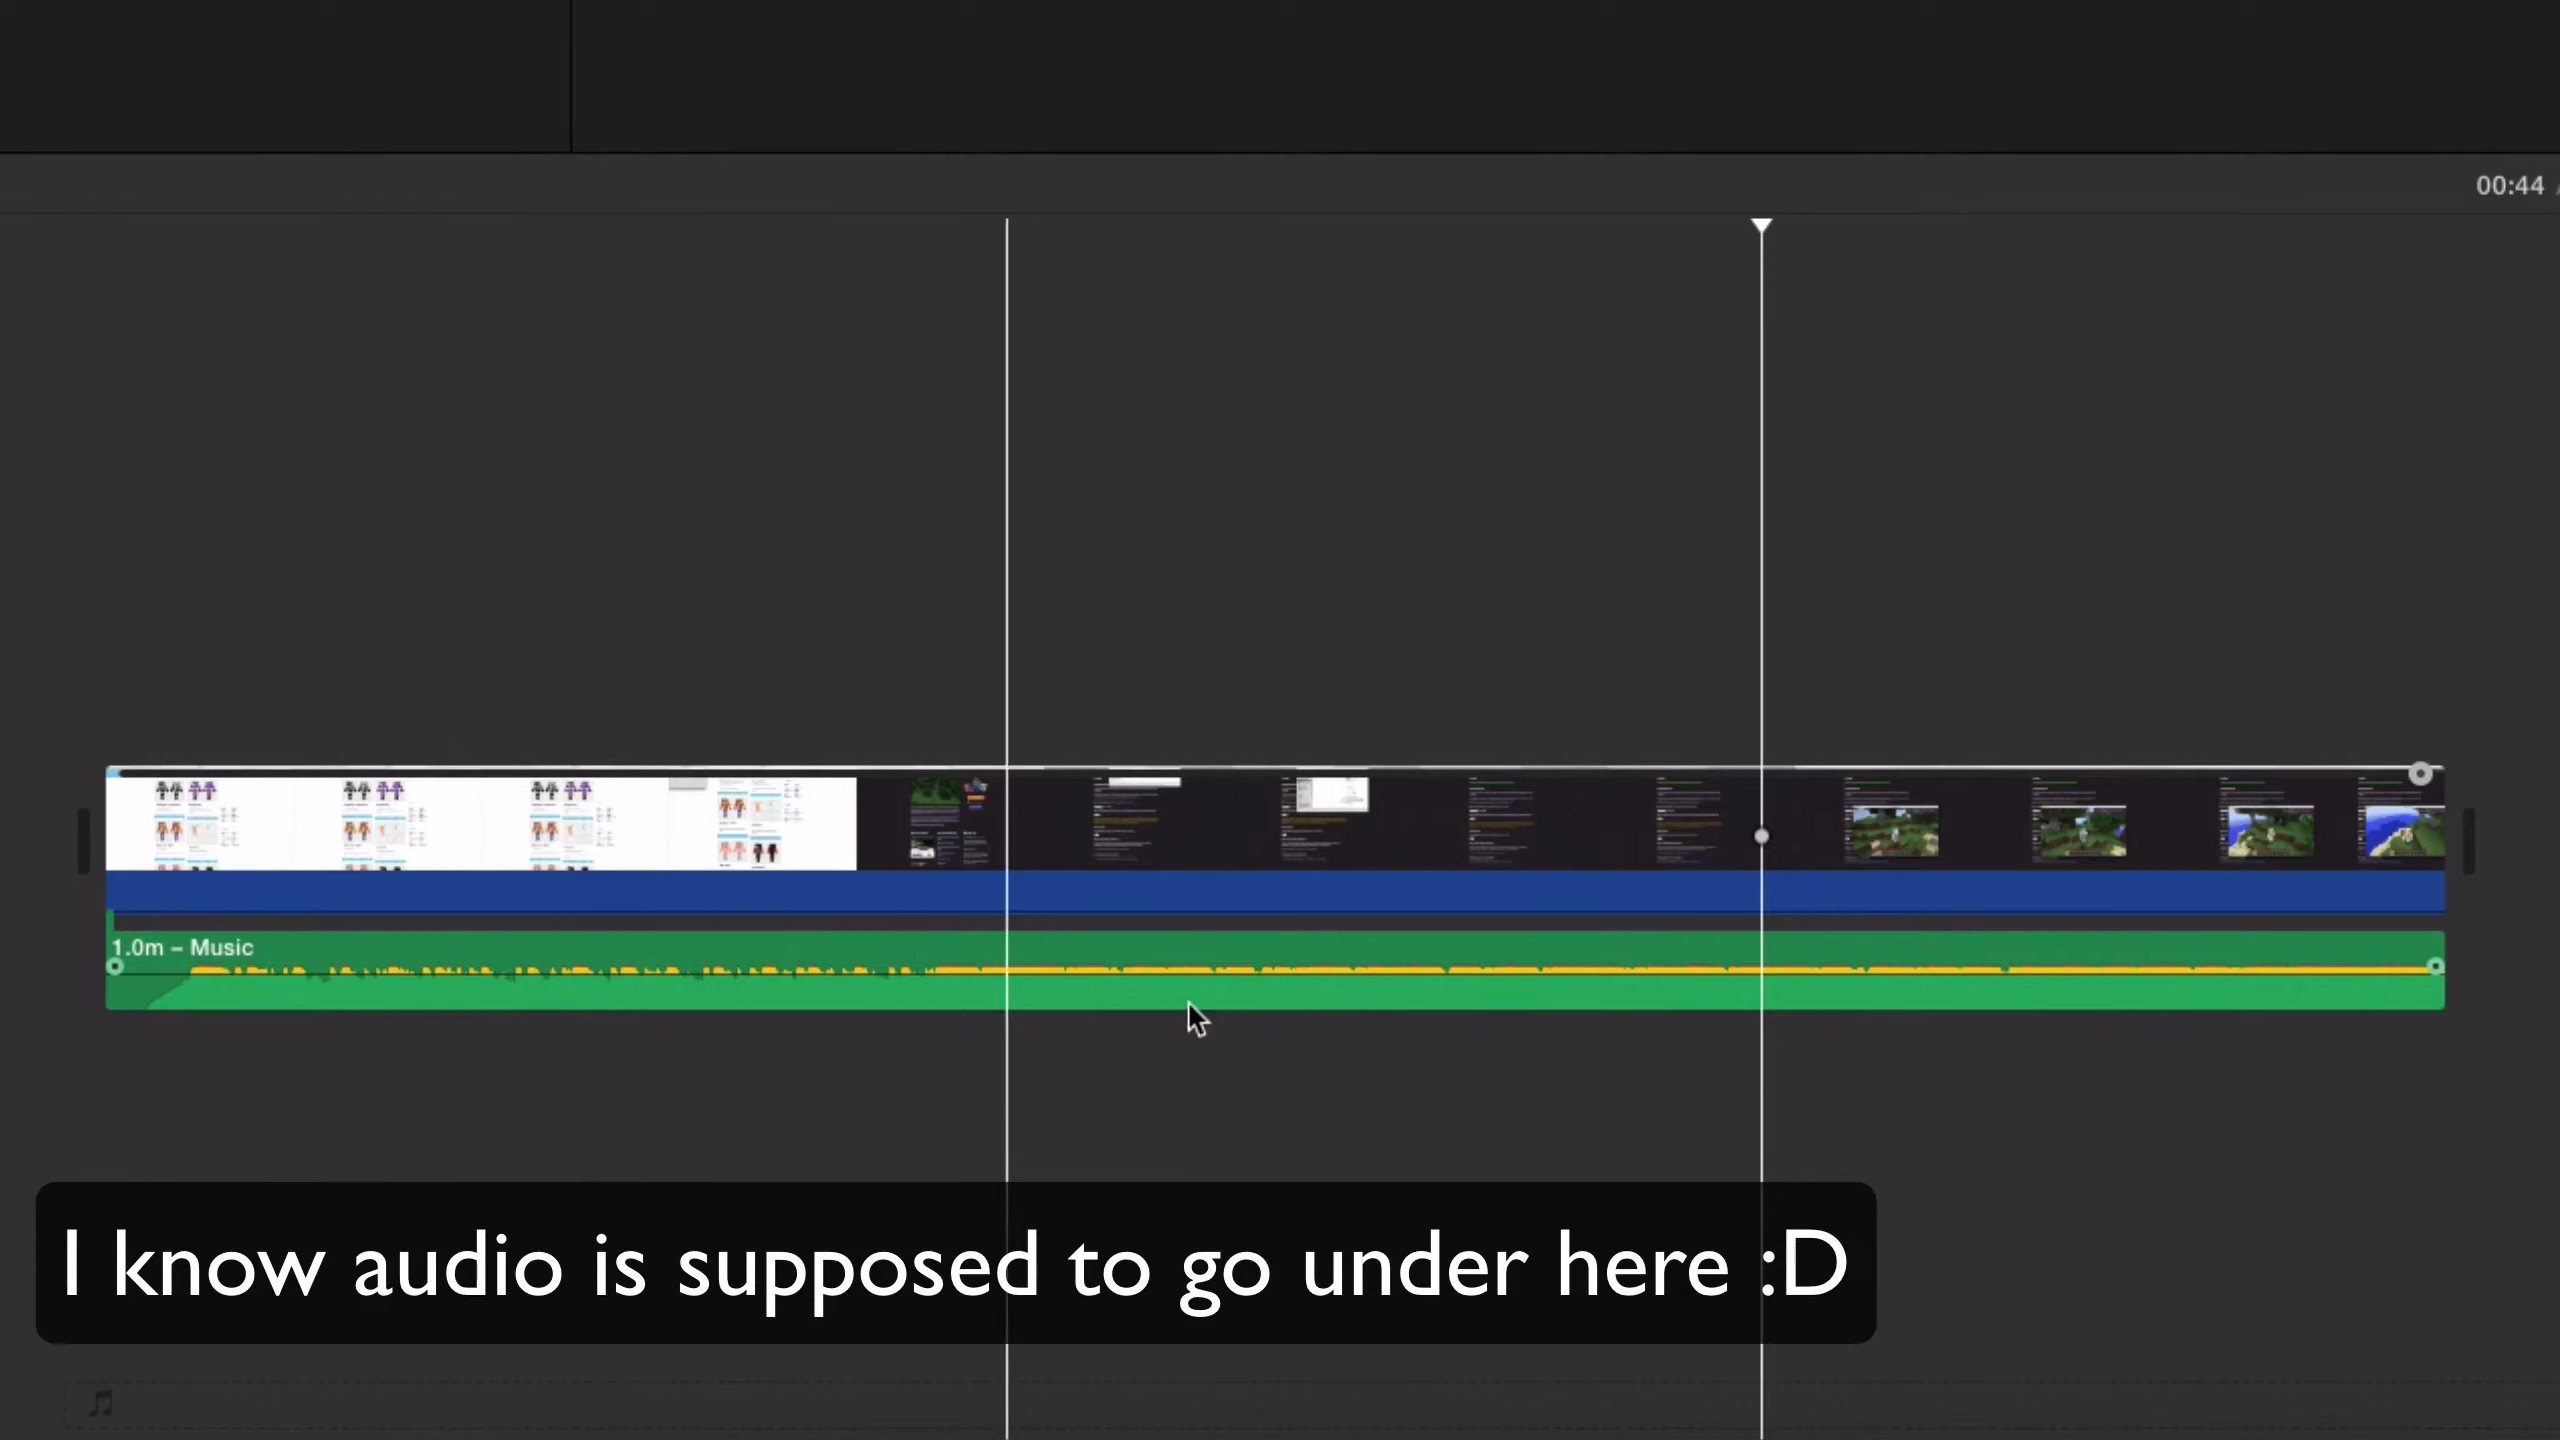 00:44
1.0m – Music
I know audio is supposed to go under here :D